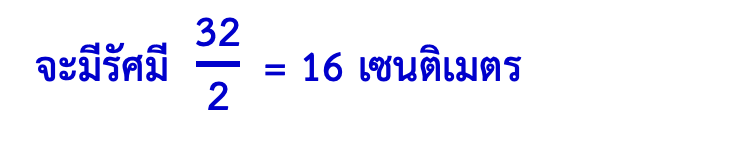 จะมีรัศมี 32/2 = 16 เซนติเมตร